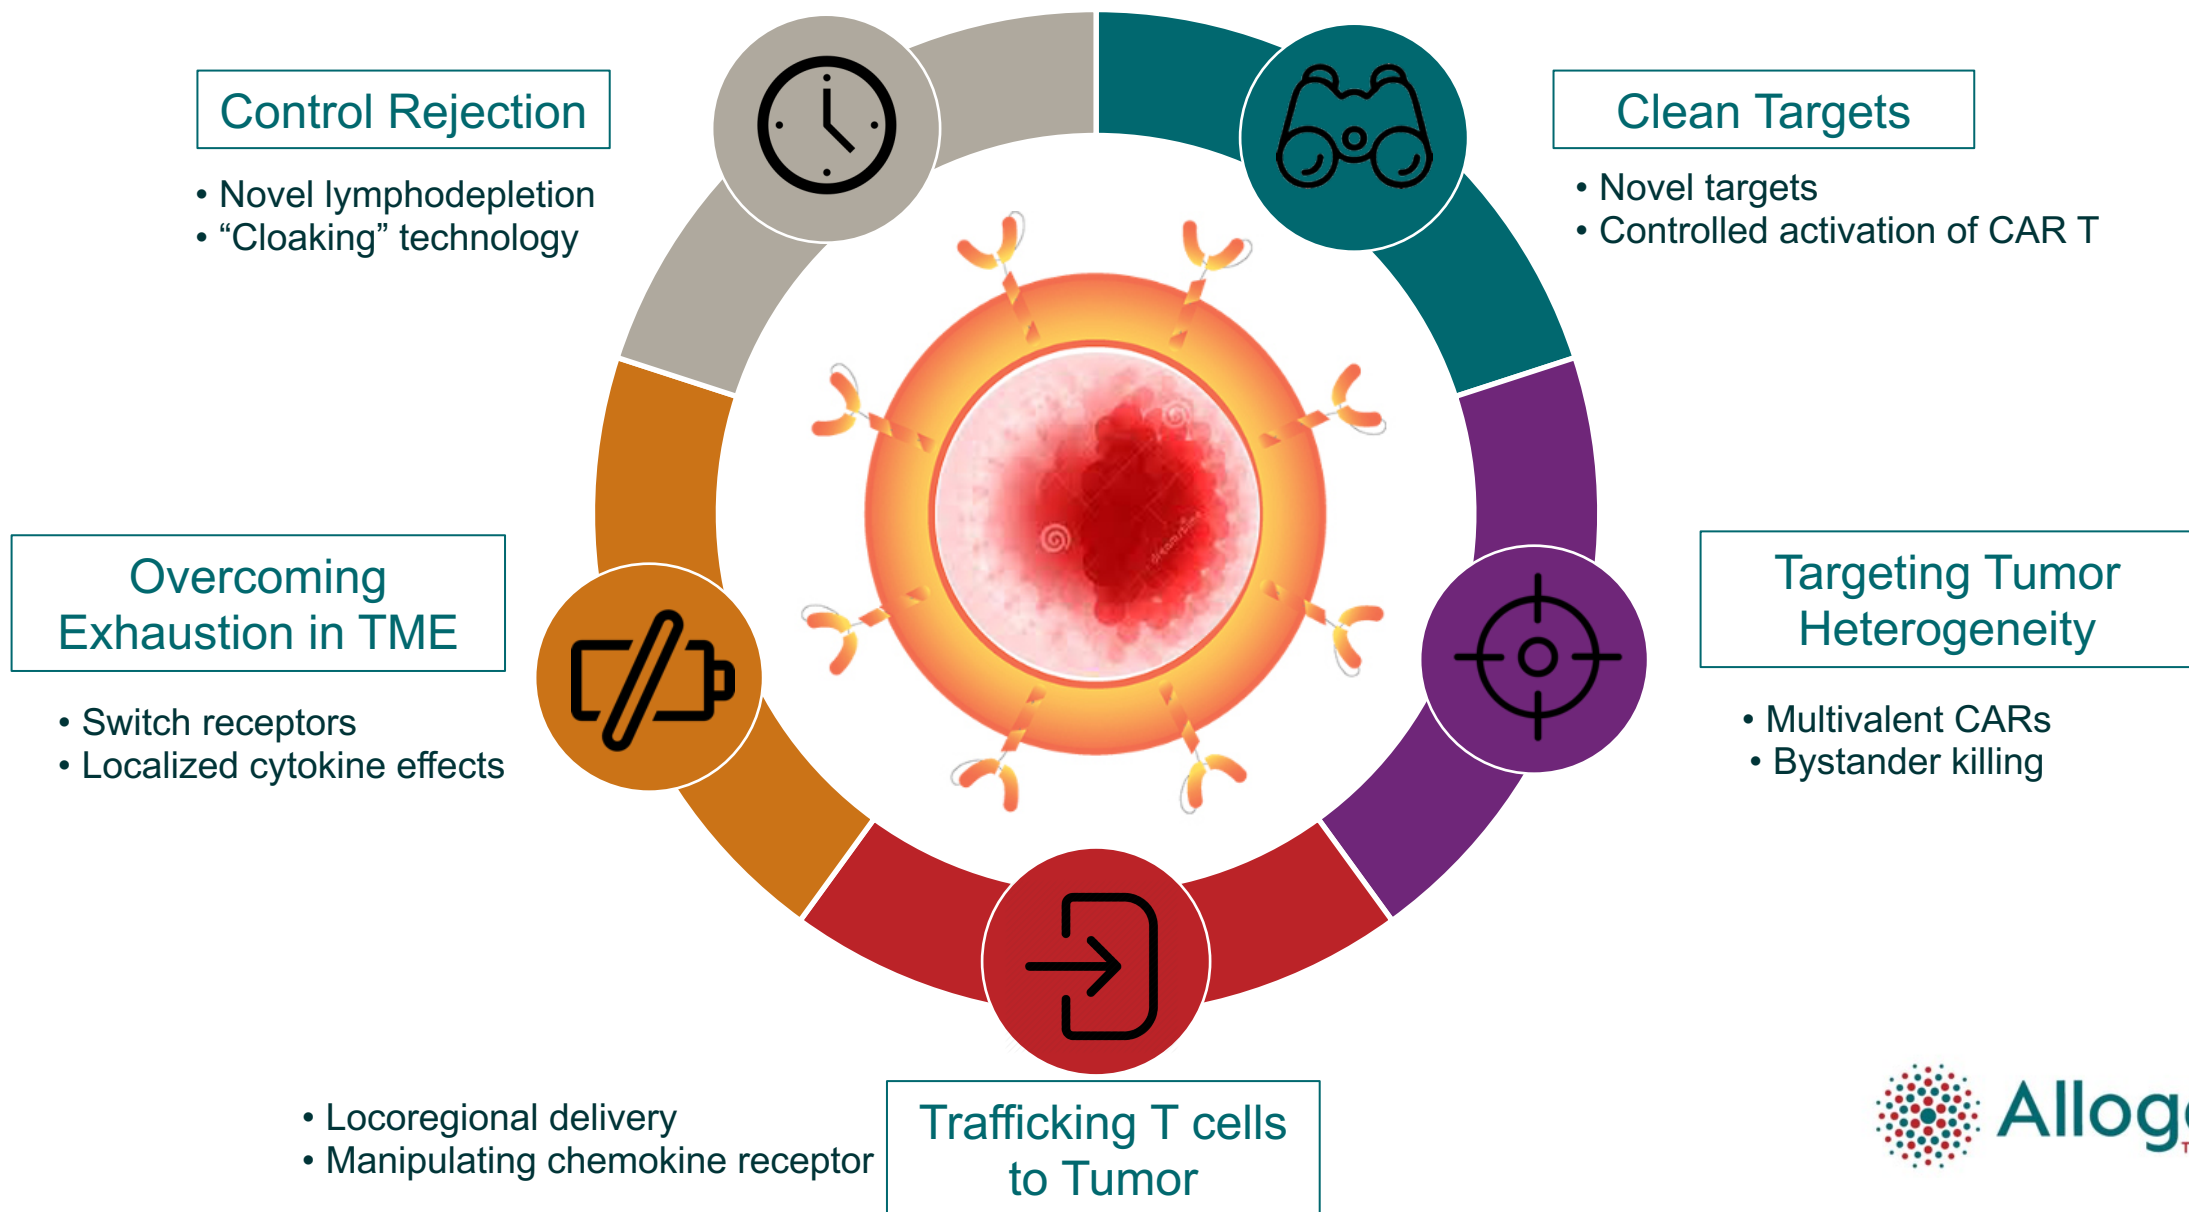 Control Rejection
• Novel lymphodepletion
• “Cloaking” technology
Clean Targets
• Novel targets
• Controlled activation of CAR T
Overcoming
Exhaustion in TME
• Switch receptors
• Localized cytokine effects
Targeting Tumor
Heterogeneity
• Multivalent CARs
• Bystander killing
• Locoregional delivery
• Manipulating chemokine receptor
Trafficking T cells
to Tumor
dreamstime